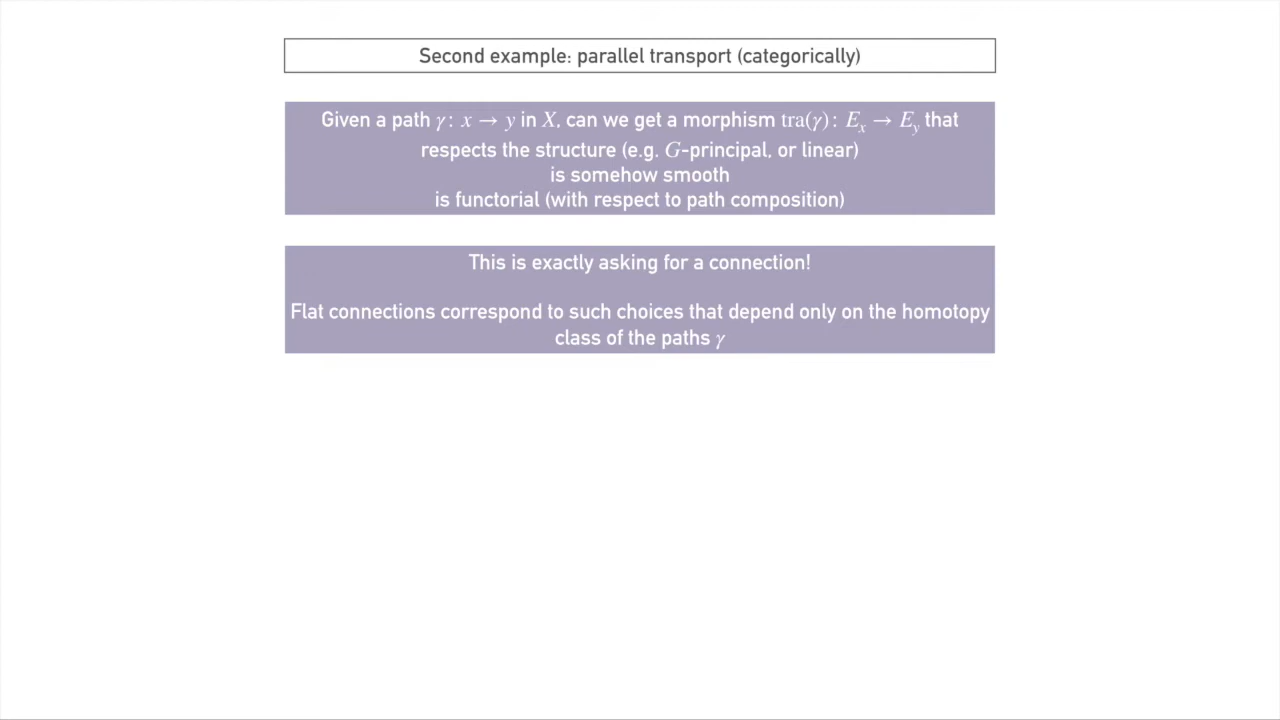 Second example: parallel transport (categorically)
Given a path γ: x → y in X, can we get a morphism tra(γ): Eₓ → E_y that
respects the structure (e.g. G-principal, or linear)
is somehow smooth
is functorial (with respect to path composition)
This is exactly asking for a connection!
Flat connections correspond to such choices that depend only on the homotopy
class of the paths γ